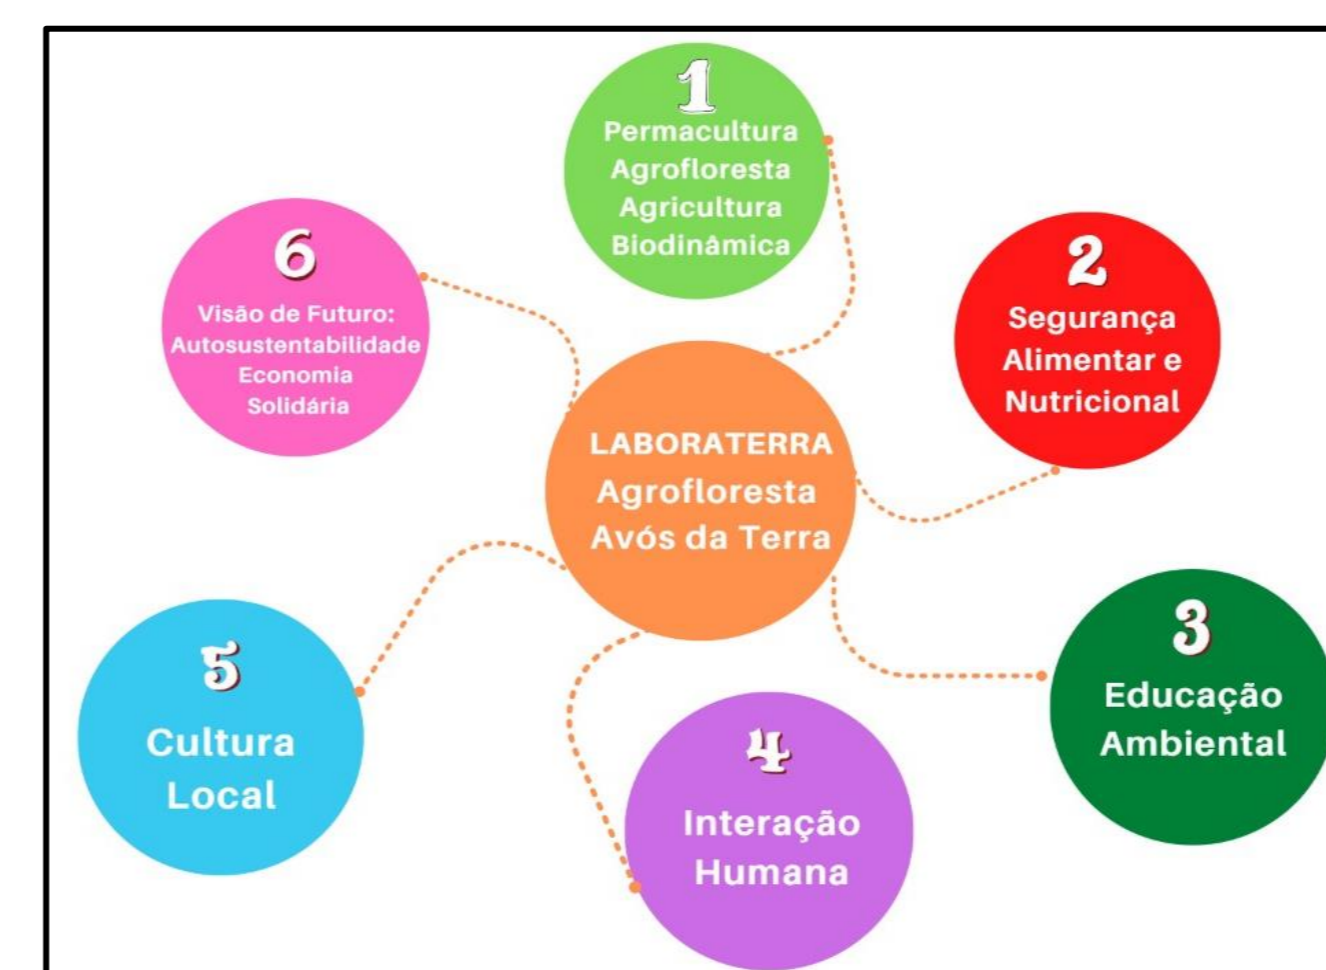 1
Permacultura
Agrofloresta
Agricultura
Biodinâmica
2
Segurança
Alimentar e
Nutricional
3
Educação
Ambiental
4
Interação
Humana
5
Cultura
Local
6
Visão de Futuro:
Autosustentabilidade
Economia
Solidária
LABORATERRA
Agrofloresta
Avós da Terra